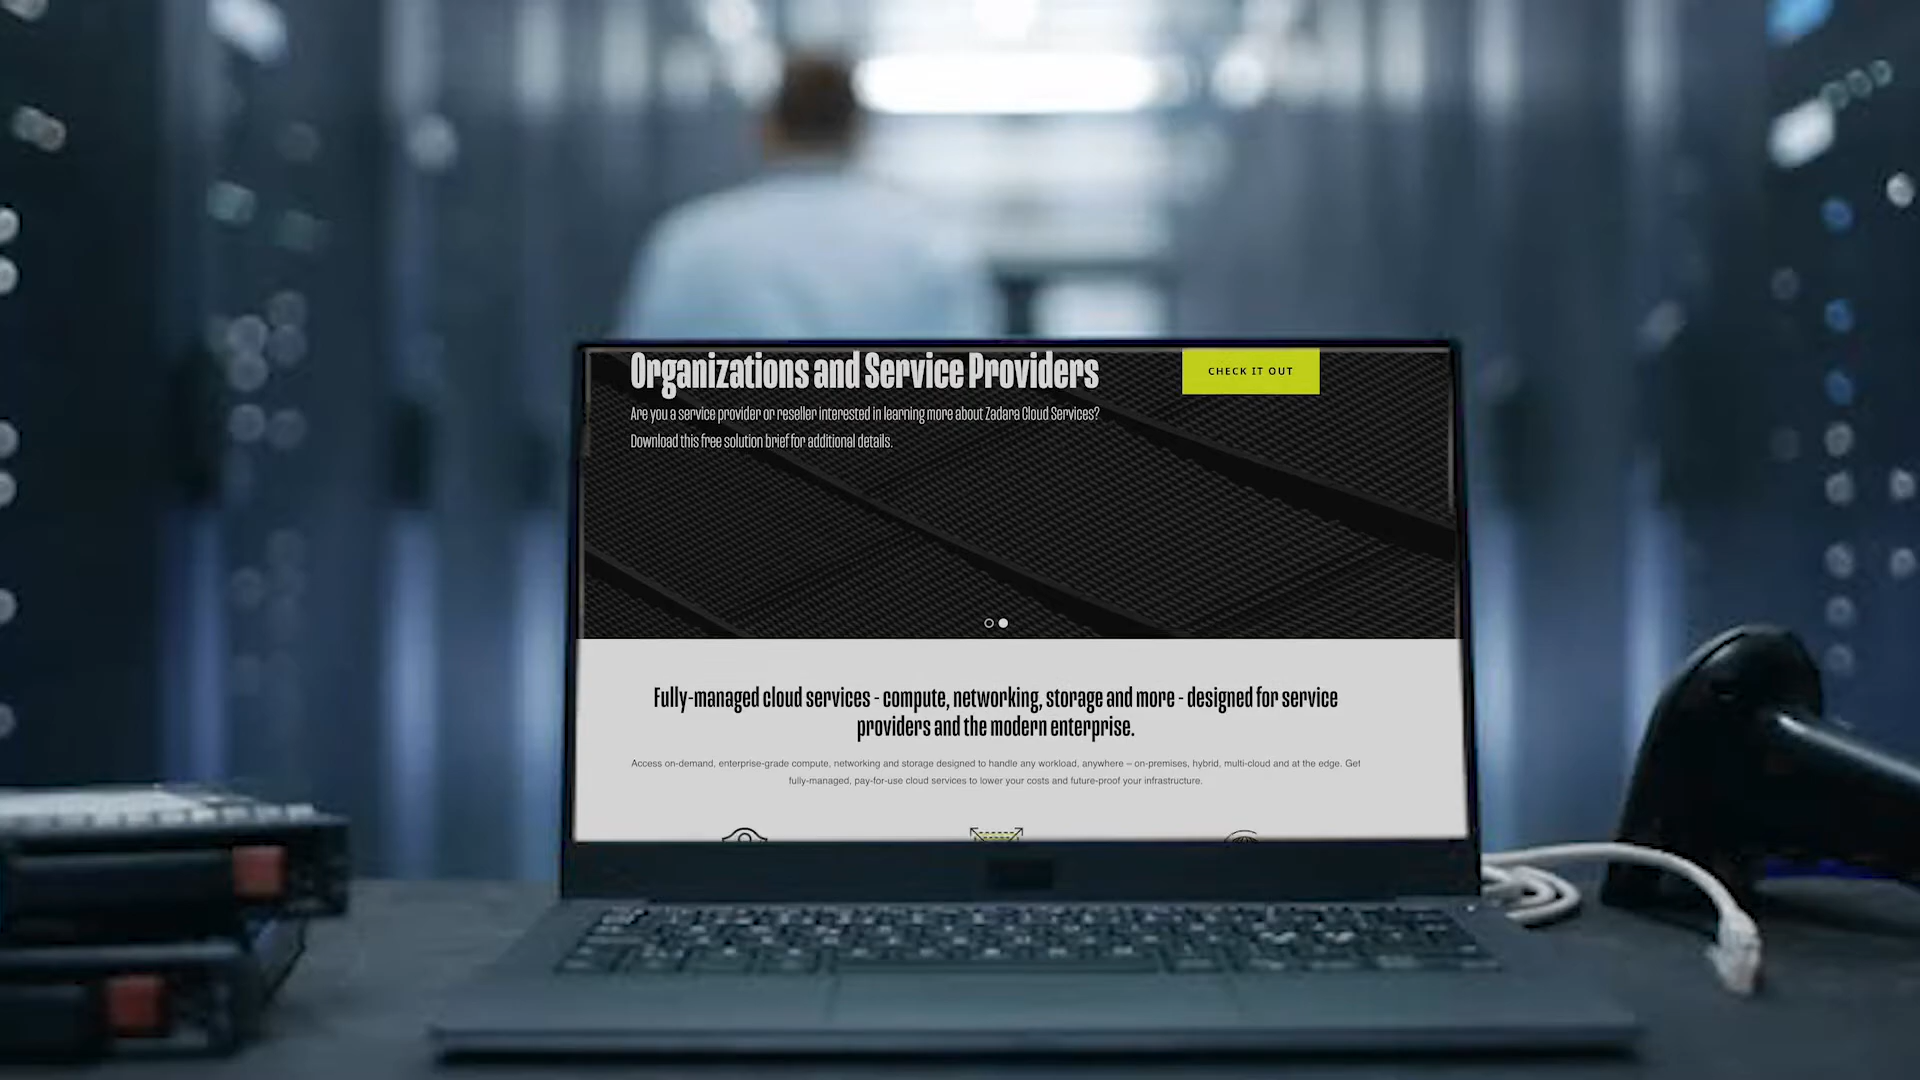 Organizations and Service Providers
CHECK IT OUT
Are you a service provider or reseller interested in learning more about Zadara Cloud Services?
Download this free solution brief for additional details.
Fully-managed cloud services - compute, networking, storage and more - designed for service
providers and the modern enterprise.
Access on-demand, enterprise-grade compute, networking and storage designed to handle any workload, anywhere – on-premises, hybrid, multi-cloud and at the edge. Get
fully-managed, pay-for-use cloud services to lower your costs and future-proof your infrastructure.